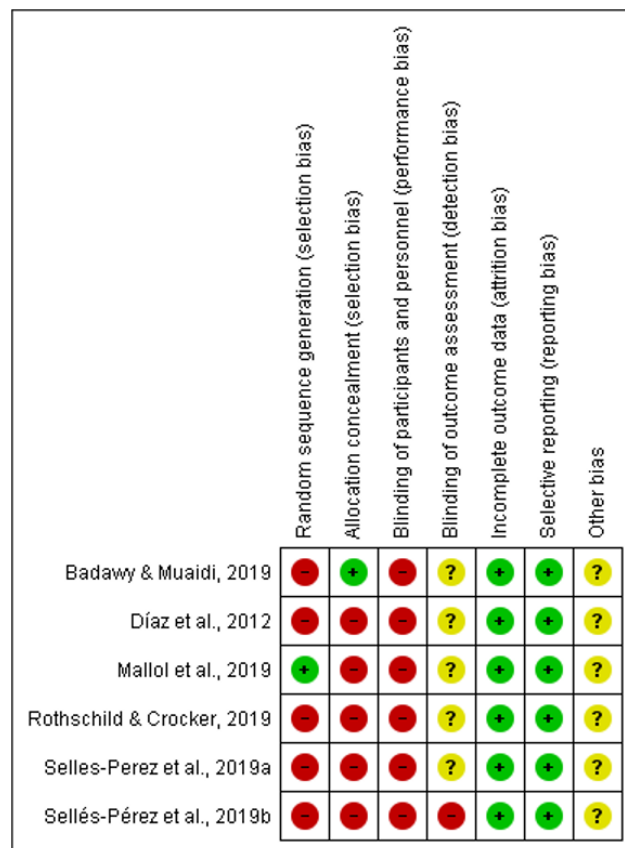 Random sequence generation (selection bias)
Allocation concealment (selection bias)
Blinding of participants and personnel (performance bias)
Blinding of outcome assessment (detection bias)
Incomplete outcome data (attrition bias)
Selective reporting (reporting bias)
Other bias
Badawy & Muaidi, 2019 - + - ? + + ?
Díaz et al., 2012 - - - ? + + ?
Mallol et al., 2019 + - - ? + + ?
Rothschild & Crocker, 2019 - - - ? + + ?
Selles-Perez et al., 2019a - - - ? + + ?
Sellés-Pérez et al., 2019b - - - - + + ?